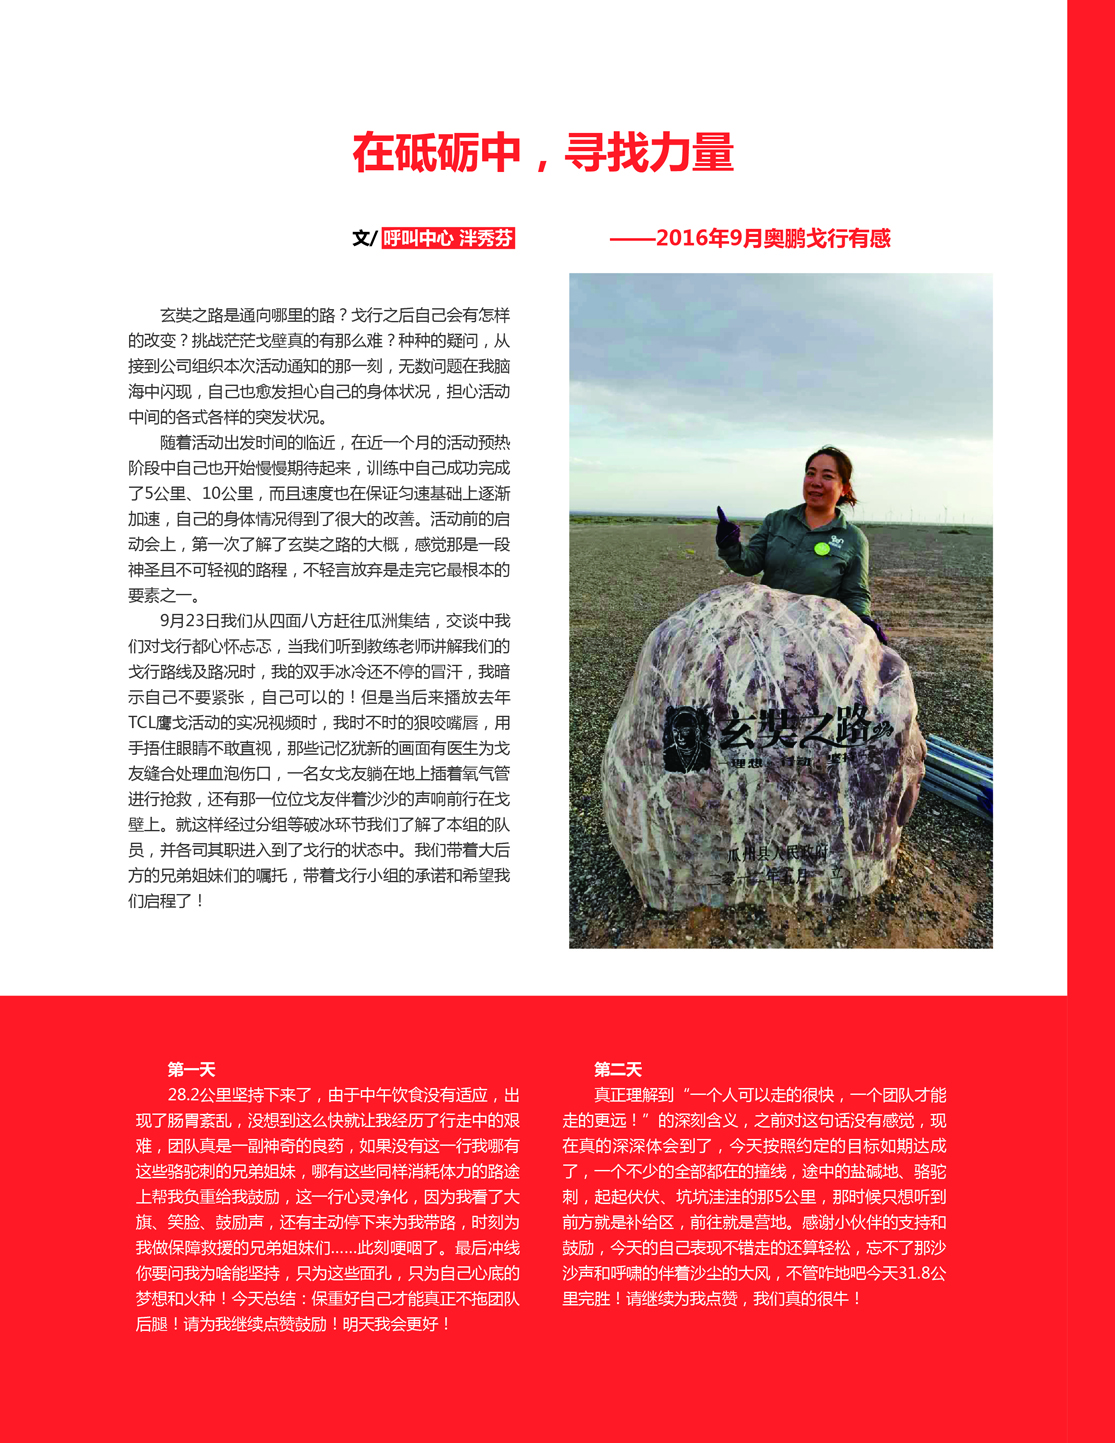 在砥砺中，寻找力量
文/ 呼叫中心 泮秀芬
——2016年9月奥鹏戈行有感
玄奘之路是通向哪里的路？戈行之后自己会有怎样
的改变？挑战茫茫戈壁真的有那么难？种种的疑问，从
接到公司组织本次活动通知的那一刻，无数问题在我脑
海中闪现，自己也愈发担心自己的身体状况，担心活动
中间的各式各样的突发状况。
随着活动出发时间的临近，在近一个月的活动预热
阶段中自己也开始慢慢期待起来，训练中自己成功完成
了5公里、10公里，而且速度也在保证匀速基础上逐渐
加速，自己的身体情况得到了很大的改善。活动前的启
动会上，第一次了解了玄奘之路的大概，感觉那是一段
神圣且不可轻视的路程，不轻言放弃是走完它最根本的
要素之一。
9月23日我们从四面八方赶往瓜洲集结，交谈中我
们对戈行都心怀忐忑，当我们听到教练老师讲解我们的
戈行路线及路况时，我的双手冰冷还不停的冒汗，我暗
示自己不要紧张，自己可以的！但是当后来播放去年
TCL鹰戈活动的实况视频时，我时不时的狠咬嘴唇，用
手捂住眼睛不敢直视，那些记忆犹新的画面有医生为戈
友缝合处理血泡伤口，一名女戈友躺在地上插着氧气管
进行抢救，还有那一位位戈友伴着沙沙的声响前行在戈
壁上。就这样经过分组等破冰环节我们了解了本组的队
员，并各司其职进入到了戈行的状态中。我们带着大后
方的兄弟姐妹们的嘱托，带着戈行小组的承诺和希望我
们启程了！
玄奘之路
理想 行动 坚持
瓜州县人民政府
二零一二年五月 立
第一天
28.2公里坚持下来了，由于中午饮食没有适应，出
现了肠胃紊乱，没想到这么快就让我经历了行走中的艰
难，团队真是一副神奇的良药，如果没有这一行我哪有
这些骆驼刺的兄弟姐妹，哪有这些同样消耗体力的路途
上帮我负重给我鼓励，这一行心灵净化，因为我看了大
旗、笑脸、鼓励声，还有主动停下来为我带路，时刻为
我做保障救援的兄弟姐妹们……此刻哽咽了。最后冲线
你要问我为啥能坚持，只为这些面孔，只为自己心底的
梦想和火种！今天总结：保重好自己才能真正不拖团队
后腿！请为我继续点赞鼓励！明天我会更好！
第二天
真正理解到“一个人可以走的很快，一个团队才能
走的更远！”的深刻含义，之前对这句话没有感觉，现
在真的深深体会到了，今天按照约定的目标如期达成
了，一个不少的全部都在的撞线，途中的盐碱地、骆驼
刺，起起伏伏、坑坑洼洼的那5公里，那时候只想听到
前方就是补给区，前往就是营地。感谢小伙伴的支持和
鼓励，今天的自己表现不错走的还算轻松，忘不了那沙
沙声和呼啸的伴着沙尘的大风，不管咋地吧今天31.8公
里完胜！请继续为我点赞，我们真的很牛！